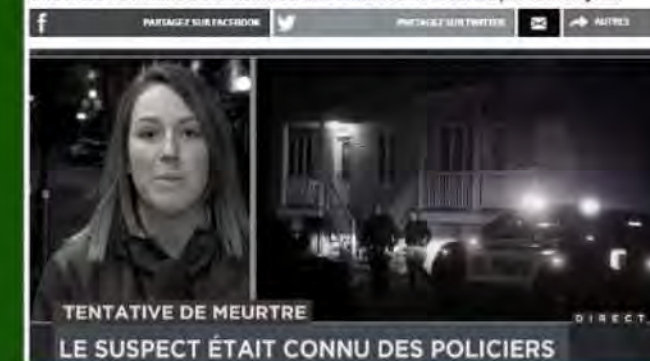 PARTAGEZ SUR FACEBOOK PARTAGEZ SUR TWITTER AUTRES
TENTATIVE DE MEURTRE
DIRECT
LE SUSPECT ÉTAIT CONNU DES POLICIERS